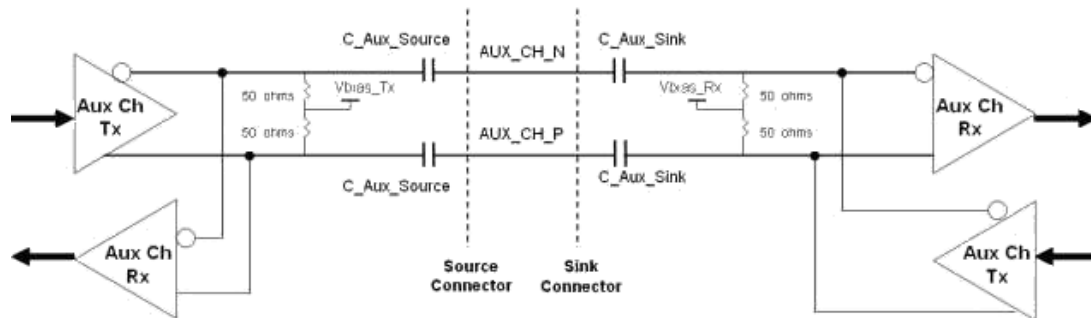 C_Aux_Source
AUX_CH_N
C_Aux_Sink
Aux Ch
Tx
50 ohms
Vbias_Tx
50 ohms
Vbias_Rx
50 ohms
50 ohms
Aux Ch
Rx
AUX_CH_P
C_Aux_Source
C_Aux_Sink
Aux Ch
Rx
Source
Connector
Sink
Connector
Aux Ch
Tx